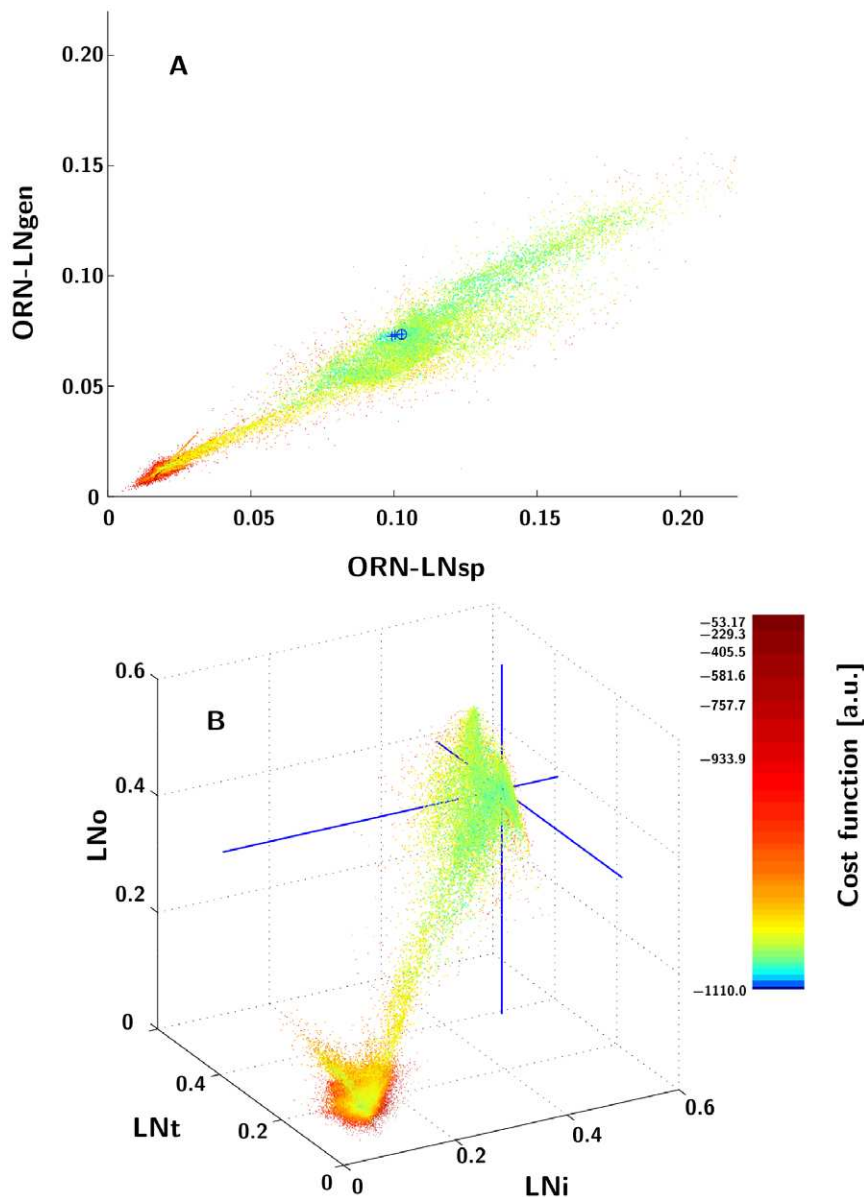 0.20
A
0.15
ORN-LNgen
0.10
0.05
0
0 0.05 0.10 0.15 0.20
ORN-LNsp
0.6
B
0.4
LNo
0.2
0
0.4
LNt
0.2
0
0
0.2
0.4
0.6
LNi
−53.17
−229.3
−405.5
−581.6
−757.7
−933.9
−1110.0
Cost function [a.u.]